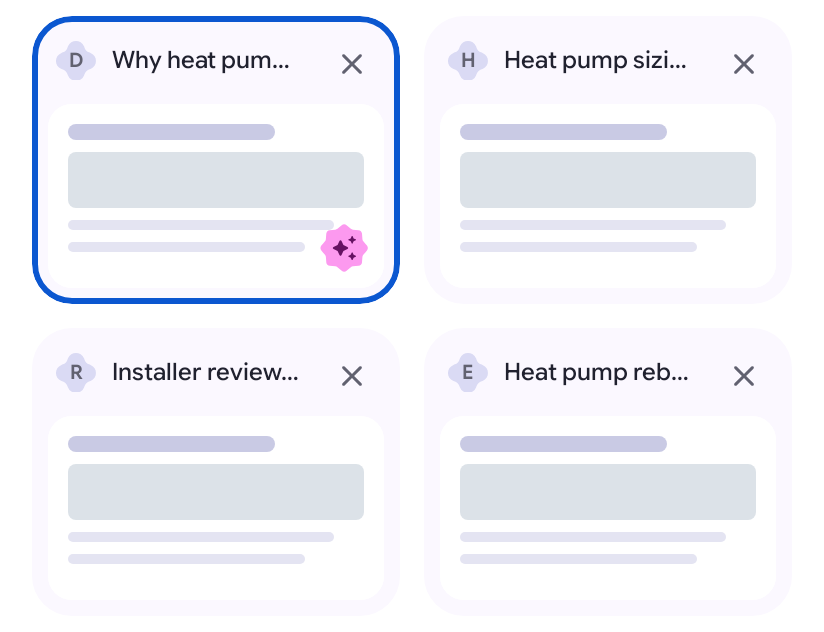 D Why heat pum...
H Heat pump sizi...
R Installer review...
E Heat pump reb...